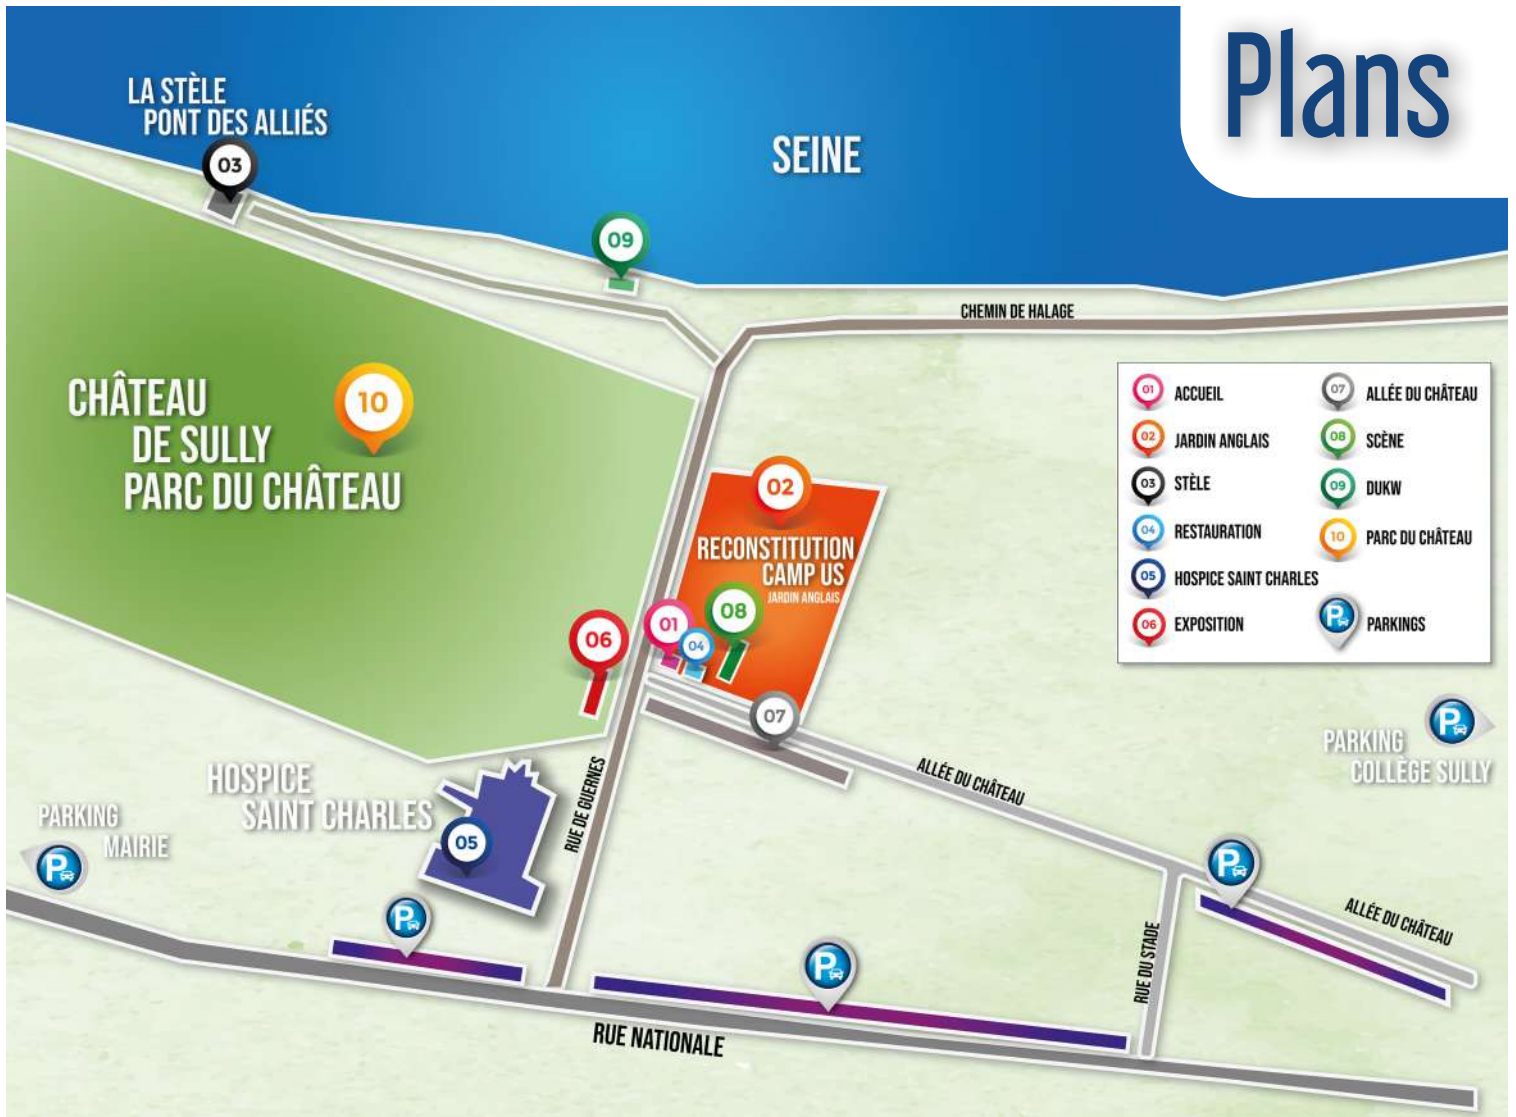 Plans
LA STÈLE
PONT DES ALLIÉS
03
SEINE
09
CHEMIN DE HALAGE
CHÂTEAU
DE SULLY
PARC DU CHÂTEAU
10
01 ACCUEIL
02 JARDIN ANGLAIS
03 STÈLE
04 RESTAURATION
05 HOSPICE SAINT CHARLES
06 EXPOSITION
07 ALLÉE DU CHÂTEAU
08 SCÈNE
09 DUKW
10 PARC DU CHÂTEAU
P PARKINGS
02
RECONSTITUTION
CAMP US
JARDIN ANGLAIS
08
01
04
06
07
PARKING
COLLÈGE SULLY
P
HOSPICE
SAINT CHARLES
05
RUE DE GUERNES
ALLÉE DU CHÂTEAU
PARKING
MAIRIE
P
P
P
P
ALLÉE DU CHÂTEAU
RUE DU STADE
RUE NATIONALE